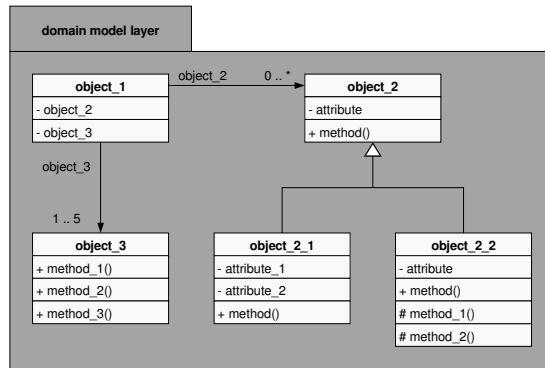 domain model layer
object_1
- object_2
- object_3
object_2
0 .. *
object_2
- attribute
+ method()
object_3
1 .. 5
object_3
+ method_1()
+ method_2()
+ method_3()
object_2_1
- attribute_1
- attribute_2
+ method()
object_2_2
- attribute
+ method()
# method_1()
# method_2()